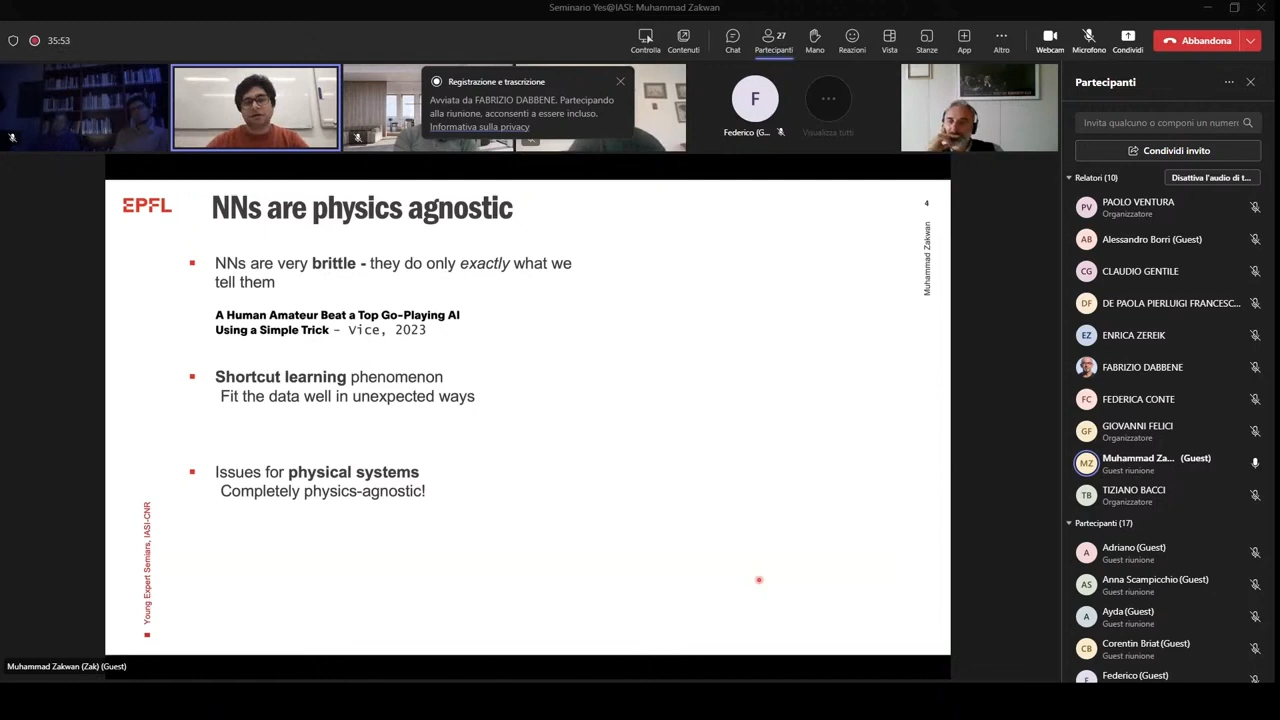 Seminario Yes@IASI: Muhammad Zakwan
35:53
Controlla
Contenuti
Chat
27
Partecipanti
Mano
Reazioni
Vista
Stanze
App
Altro
Webcam
Microfono
Condividi
Abbandona
Registrazione e trascrizione
Avviata da FABRIZIO DABBENE. Partecipando
alla riunione, acconsenti a essere incluso.
Informativa sulla privacy
F
Federico (G...
Visualizza tutti
EPFL
NNs are physics agnostic
4
Muhammad Zakwan
NNs are very brittle - they do only exactly what we
tell them
A Human Amateur Beat a Top Go-Playing AI
Using a Simple Trick – Vice, 2023
Shortcut learning phenomenon
Fit the data well in unexpected ways
Issues for physical systems
Completely physics-agnostic!
Young Expert Semiars, IASI-CNR
Muhammad Zakwan (Zak) (Guest)
Partecipanti
Invita qualcuno o componi un numero
Condividi invito
Relatori (10)
Disattiva l'audio di t...
PV
PAOLO VENTURA
Organizzatore
AB
Alessandro Borri (Guest)
CG
CLAUDIO GENTILE
DF
DE PAOLA PIERLUIGI FRANCESC...
EZ
ENRICA ZEREIK
FABRIZIO DABBENE
FC
FEDERICA CONTE
GF
GIOVANNI FELICI
Organizzatore
MZ
Muhammad Za... (Guest)
Guest riunione
TB
TIZIANO BACCI
Organizzatore
Partecipanti (17)
A
Adriano (Guest)
Guest riunione
AS
Anna Scampicchio (Guest)
Guest riunione
A
Ayda (Guest)
Guest riunione
CB
Corentin Briat (Guest)
Guest riunione
F
Federico (Guest)